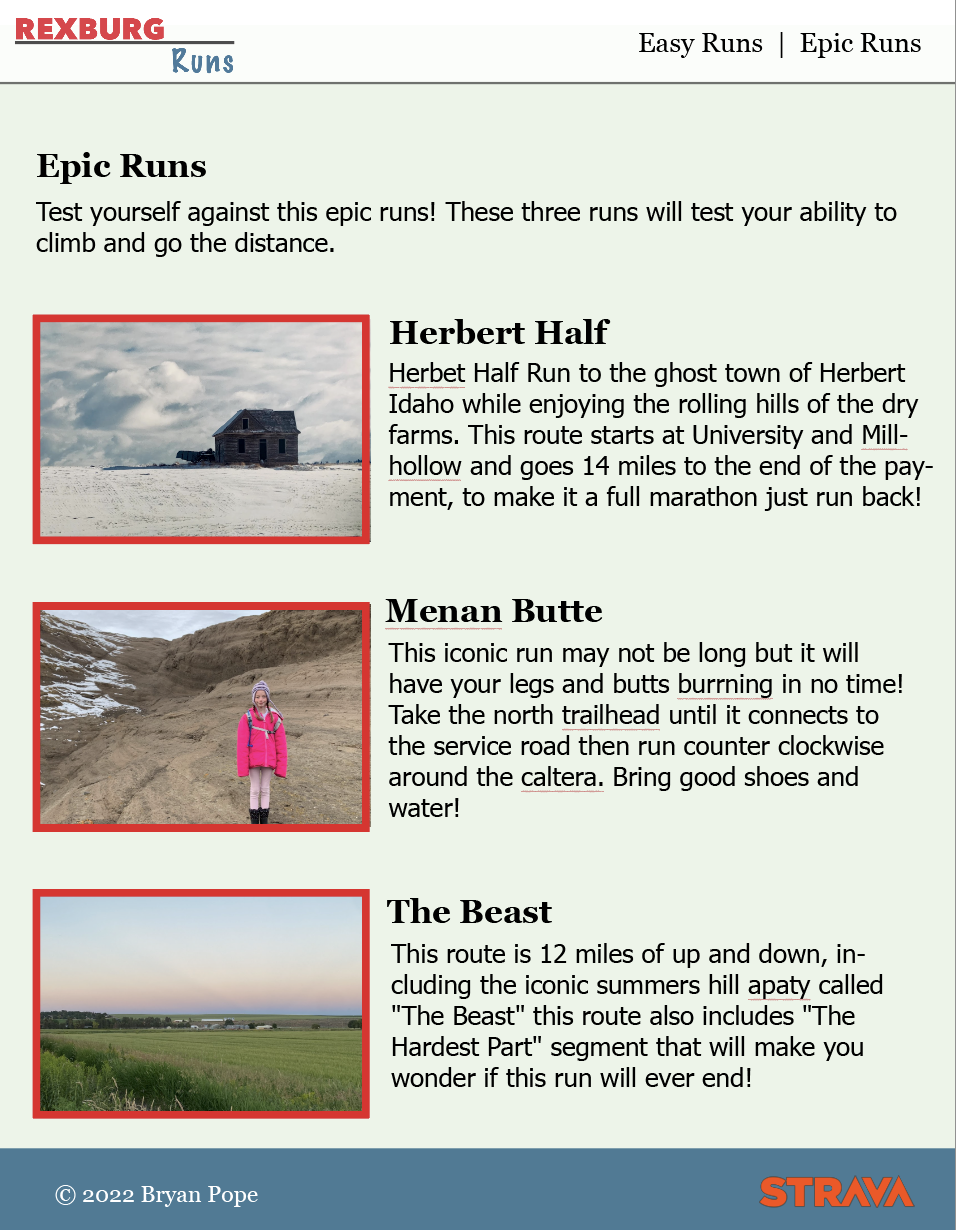 REXBURG
Runs
Easy Runs | Epic Runs
Epic Runs
Test yourself against this epic runs! These three runs will test your ability to
climb and go the distance.
Herbert Half
Herbet Half Run to the ghost town of Herbert
Idaho while enjoying the rolling hills of the dry
farms. This route starts at University and Mill-
hollow and goes 14 miles to the end of the pay-
ment, to make it a full marathon just run back!
Menan Butte
This iconic run may not be long but it will
have your legs and butts burrning in no time!
Take the north trailhead until it connects to
the service road then run counter clockwise
around the caltera. Bring good shoes and
water!
The Beast
This route is 12 miles of up and down, in-
cluding the iconic summers hill apaty called
"The Beast" this route also includes "The
Hardest Part" segment that will make you
wonder if this run will ever end!
© 2022 Bryan Pope
STRAVA